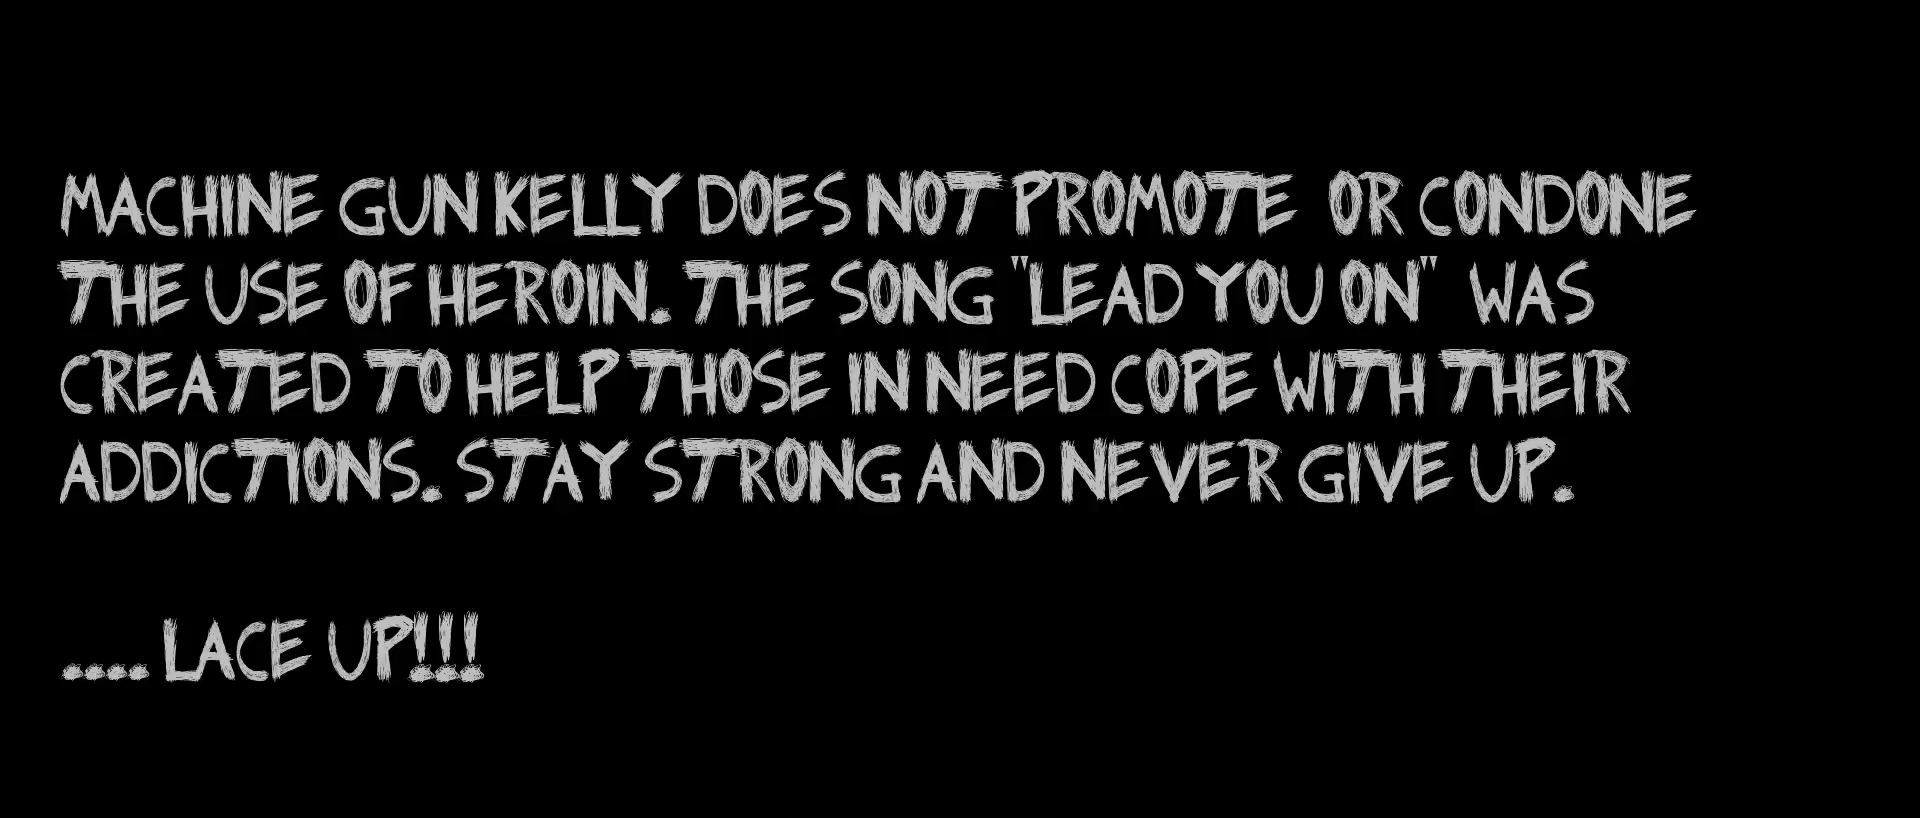 MACHINE GUN KELLY DOES NOT PROMOTE OR CONDONE
THE USE OF HEROIN. THE SONG "LEAD YOU ON" WAS
CREATED TO HELP THOSE IN NEED COPE WITH THEIR
ADDICTIONS. STAY STRONG AND NEVER GIVE UP.
.... LACE UP!!!